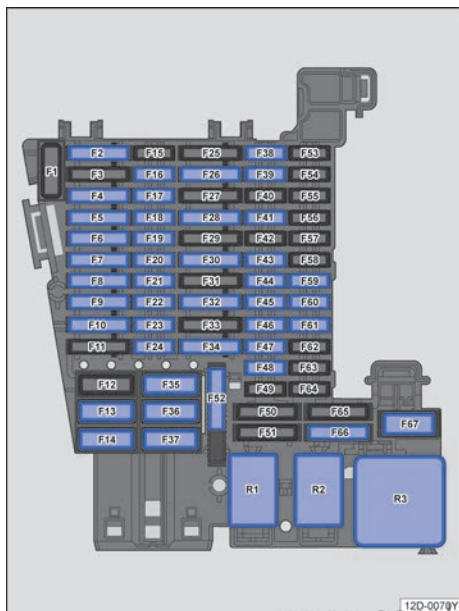 F1
F2 F15 F25 F38 F53
F3 F16 F26 F39 F54
F4 F17 F27 F40 F55
F5 F18 F28 F41 F56
F6 F19 F29 F42 F57
F7 F20 F30 F43 F58
F8 F21 F31 F44 F59
F9 F22 F32 F45 F60
F10 F23 F33 F46 F61
F11 F24 F34 F47 F62
F48 F63
F12 F35 F52 F49 F64
F13 F36 F50 F65
F14 F37 F51 F66 F67
R1 R2 R3
12D-0070Y